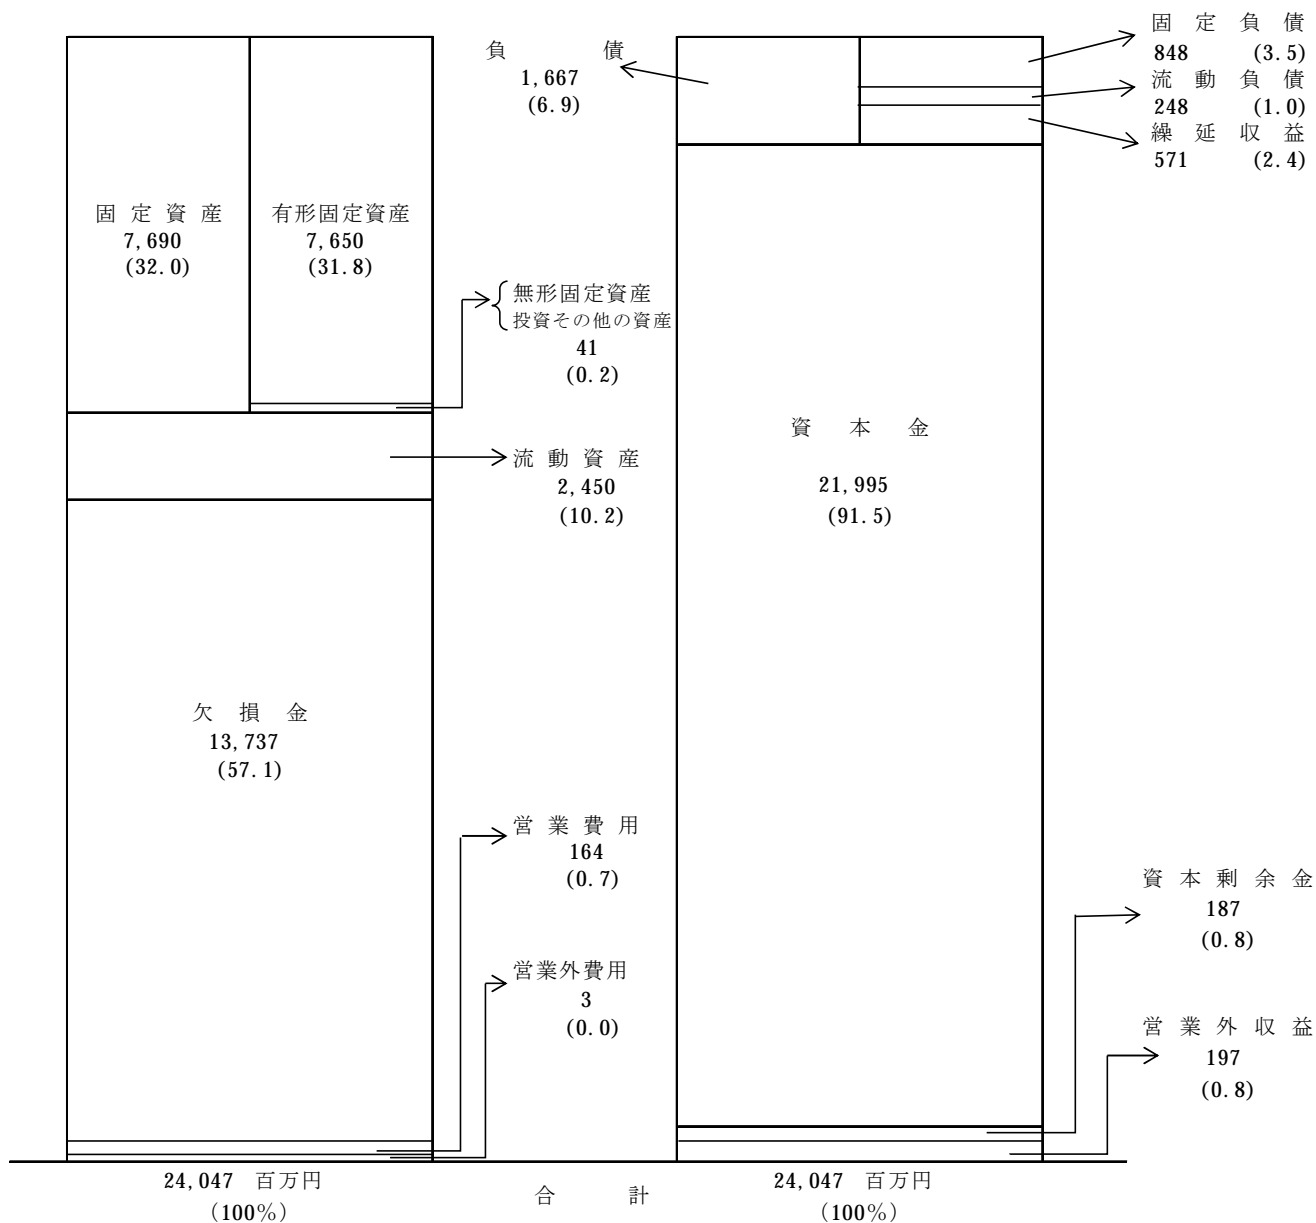 固定資産
7,690
(32.0)
有形固定資産
7,650
(31.8)
無形固定資産
投資その他の資産
41
(0.2)
流動資産
2,450
(10.2)
欠損金
13,737
(57.1)
営業費用
164
(0.7)
営業外費用
3
(0.0)
24,047 百万円
(100%)
合計
負債
1,667
(6.9)
固定負債
848 (3.5)
流動負債
248 (1.0)
繰延収益
571 (2.4)
資本金
21,995
(91.5)
資本剰余金
187
(0.8)
営業外収益
197
(0.8)
24,047 百万円
(100%)